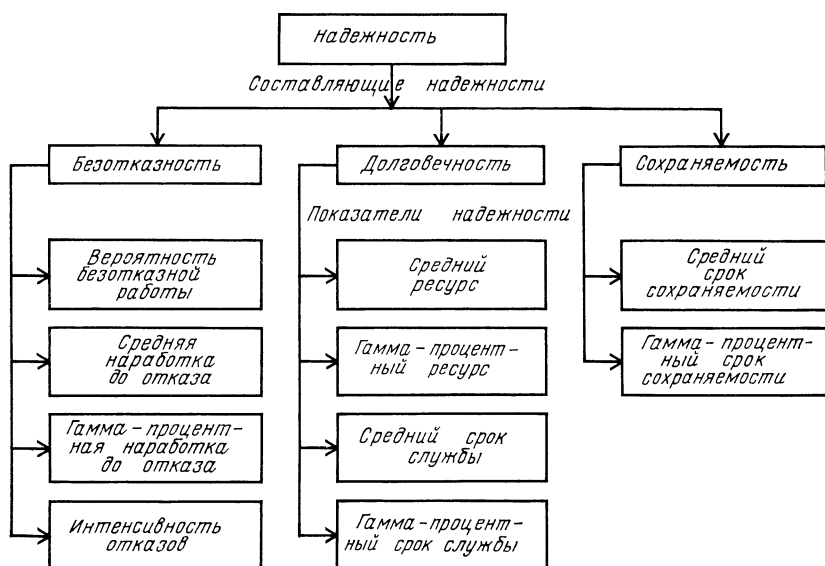 Надежность
Составляющие надежности
Безотказность
Долговечность
Сохраняемость
Показатели надежности
Вероятность
безотказной
работы
Средняя
наработка
до отказа
Гамма-процент-
ная наработка
до отказа
Интенсивность
отказов
Средний
ресурс
Гамма-процент-
ный ресурс
Средний срок
службы
Гамма-процент-
ный срок службы
Средний
срок
сохраняемости
Гамма-процент-
ный срок
сохраняемости